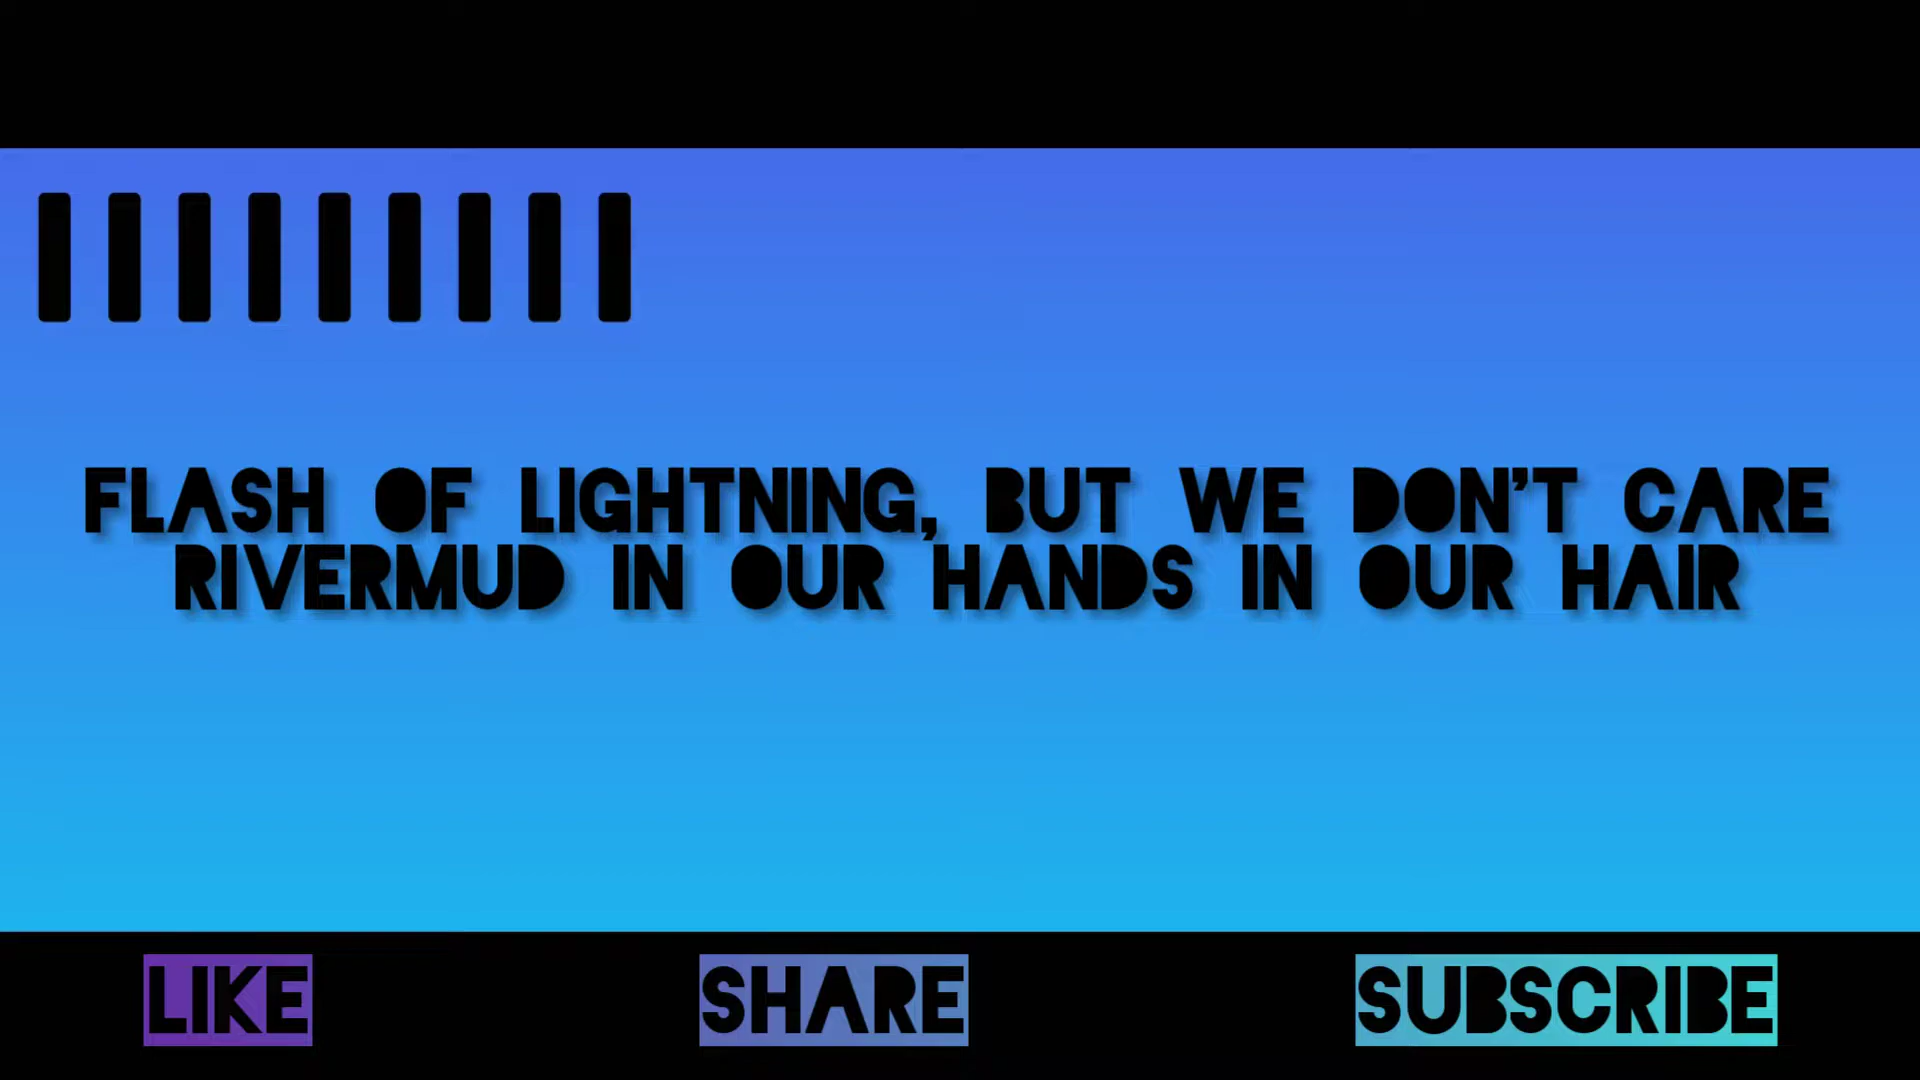 FLASH OF LIGHTNING, BUT WE DON'T CARE
RIVERMUD IN OUR HANDS IN OUR HAIR
LIKE
SHARE
SUBSCRIBE